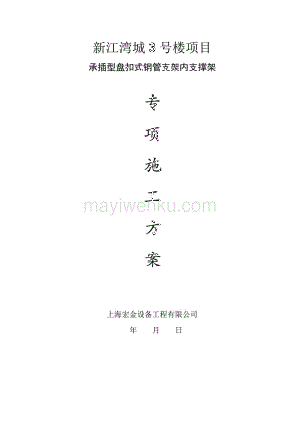 新江湾城 3 号楼项目
承插型盘扣式钢管支架内支撑架
专
项
施
工
方
案
mayiwenku.com
上海宏金设备工程有限公司
年 月 日